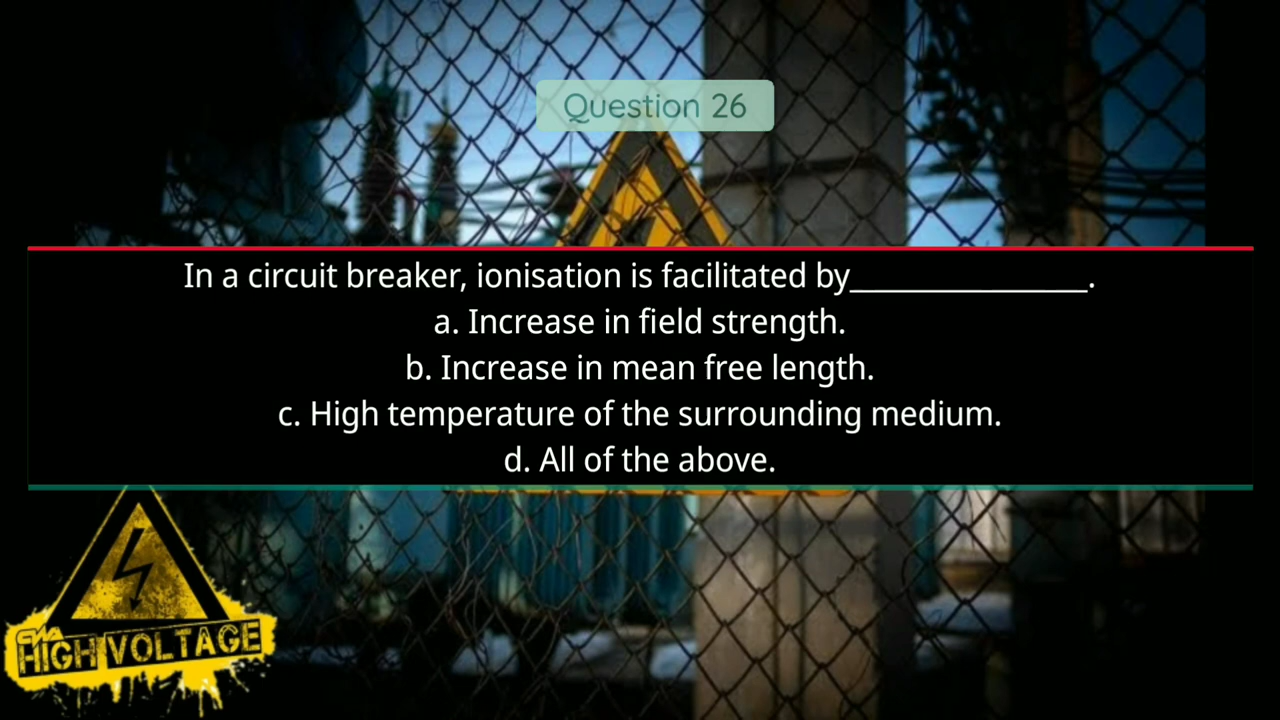 Question 26
In a circuit breaker, ionisation is facilitated by_______________.
a. Increase in field strength.
b. Increase in mean free length.
c. High temperature of the surrounding medium.
d. All of the above.
HIGH VOLTAGE